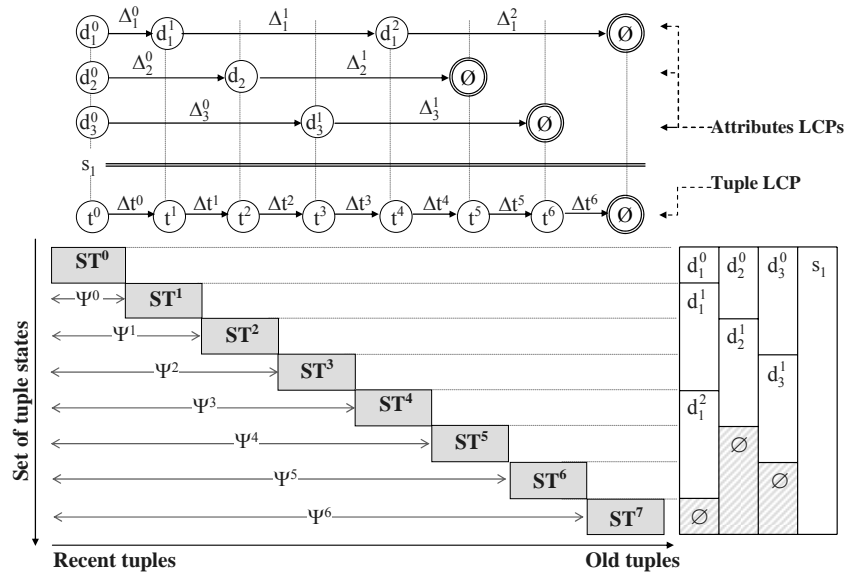 Δ₁⁰ Δ₁¹ Δ₁²
d₁⁰ d₁¹ d₁² Ø
Δ₂⁰ Δ₂¹
d₂⁰ d₂ Ø
Δ₃⁰ Δ₃¹
d₃⁰ d₃¹ Ø
Attributes LCPs
s₁
Tuple LCP
Δt⁰ Δt¹ Δt² Δt³ Δt⁴ Δt⁵ Δt⁶
t⁰ t¹ t² t³ t⁴ t⁵ t⁶ Ø
Set of tuple states
ST⁰
Ψ⁰ ST¹
Ψ¹ ST²
Ψ² ST³
Ψ³ ST⁴
Ψ⁴ ST⁵
Ψ⁵ ST⁶
Ψ⁶ ST⁷
d₁⁰ d₂⁰ d₃⁰ s₁
d₁¹
d₂¹
d₃¹
d₁²
∅
∅
∅
Recent tuples Old tuples